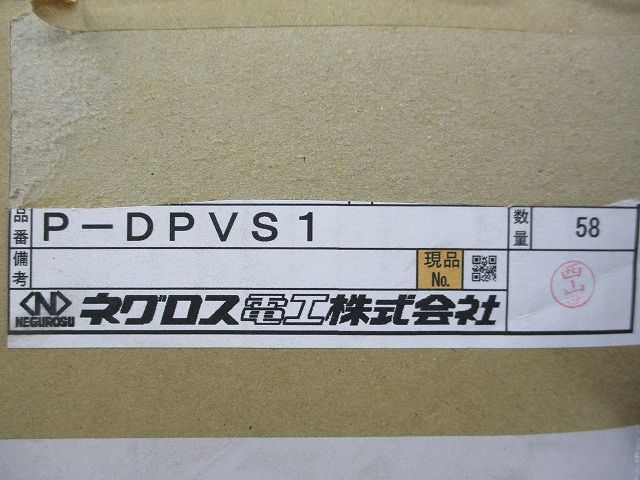 品番 P-DPVS1 数量 58
備考 現品No. 西山
NEGUROSU ネグロス電工株式会社